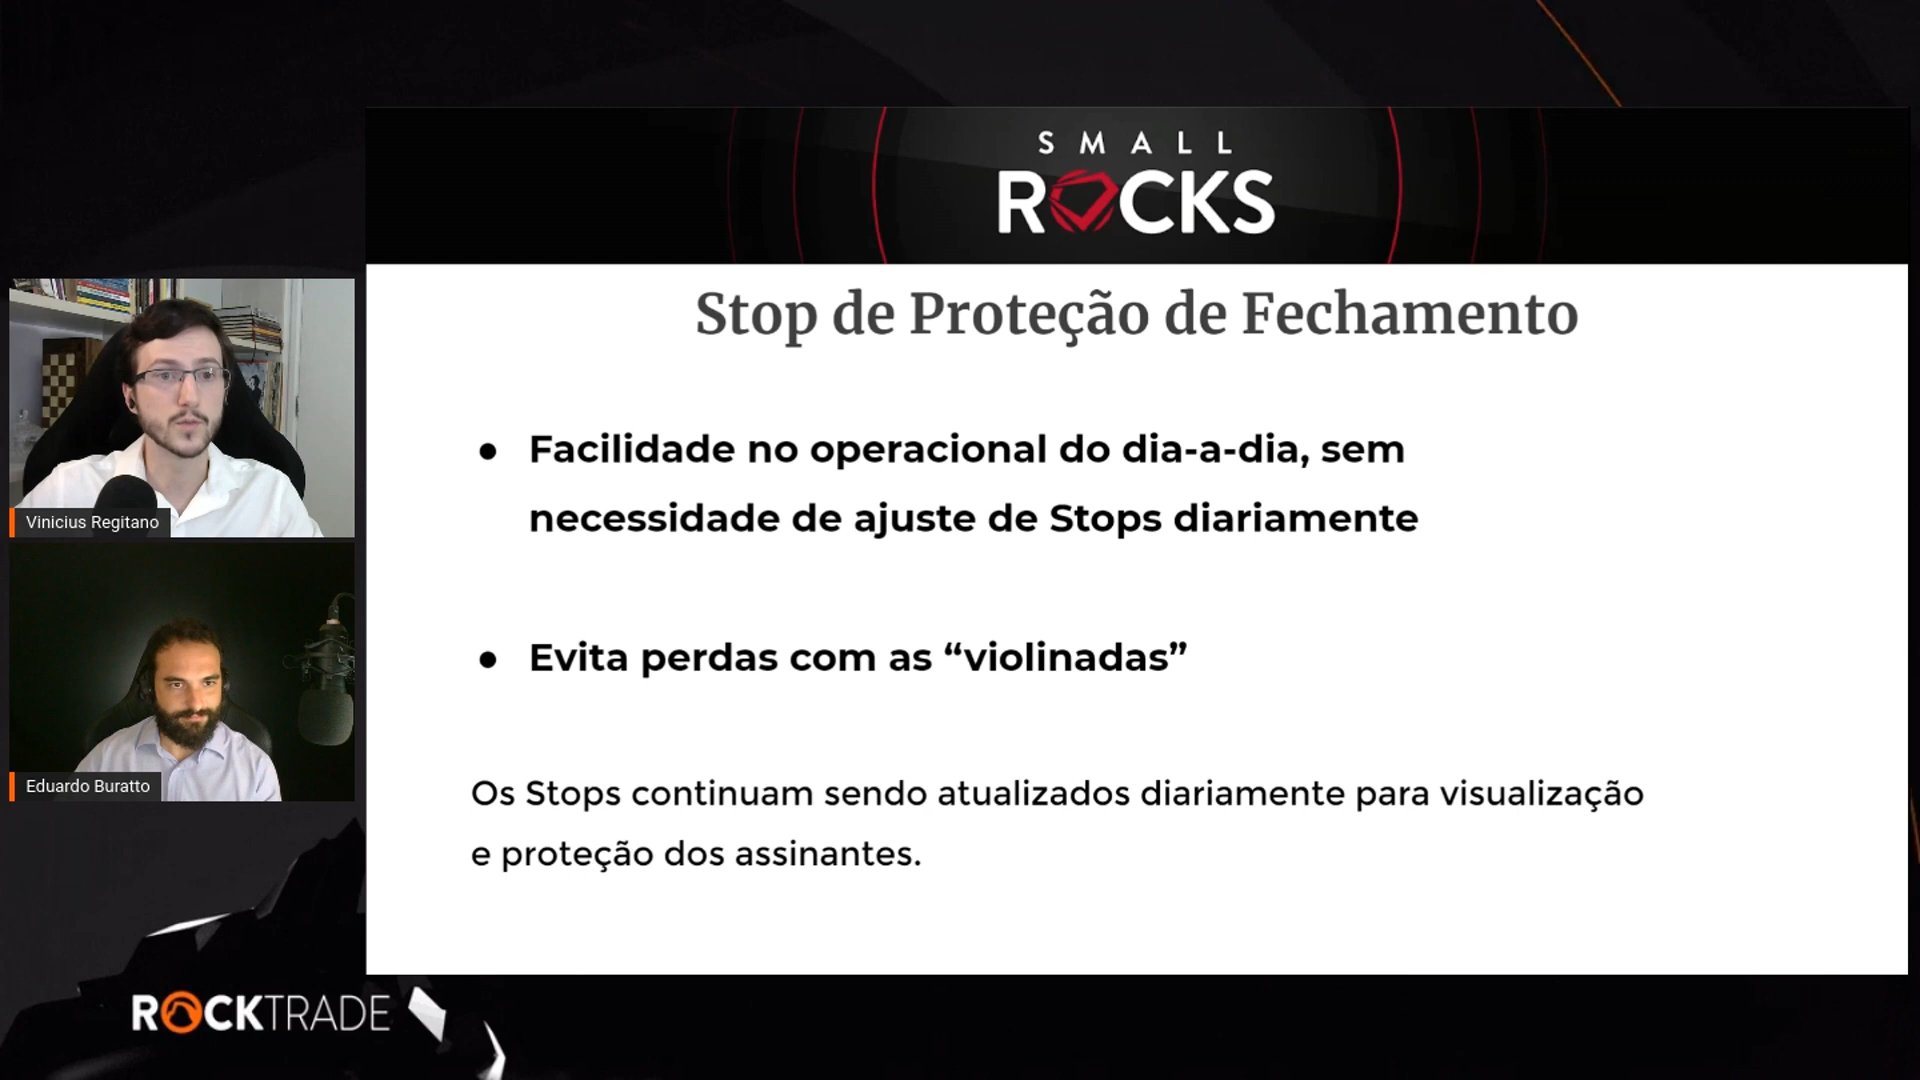 SMALL
ROCKS
Stop de Proteção de Fechamento
● Facilidade no operacional do dia-a-dia, sem
necessidade de ajuste de Stops diariamente
● Evita perdas com as “violinadas”
Os Stops continuam sendo atualizados diariamente para visualização
e proteção dos assinantes.
Vinicius Regitano
Eduardo Buratto
ROCKTRADE